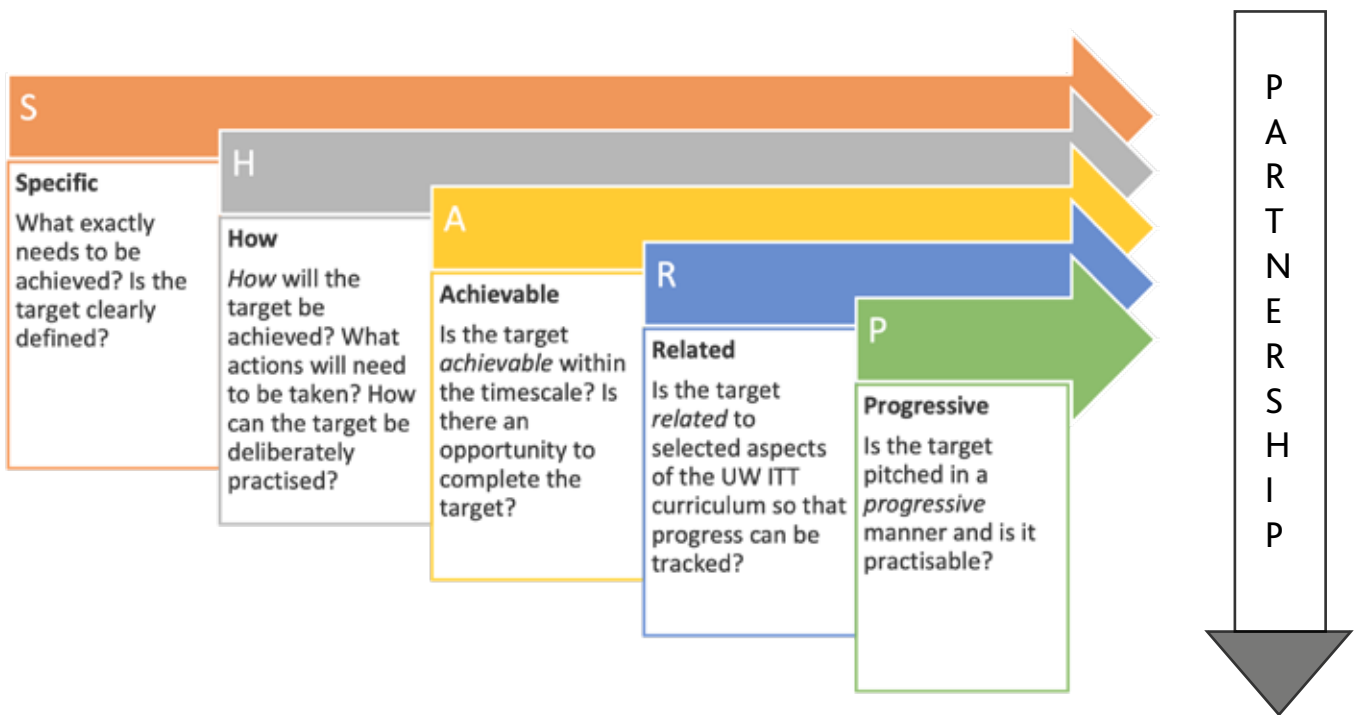 S
Specific
What exactly
needs to be
achieved? Is the
target clearly
defined?
H
How
How will the
target be
achieved? What
actions will need
to be taken? How
can the target be
deliberately
practised?
A
Achievable
Is the target
achievable within
the timescale? Is
there an
opportunity to
complete the
target?
R
Related
Is the target
related to
selected aspects
of the UW ITT
curriculum so that
progress can be
tracked?
P
Progressive
Is the target
pitched in a
progressive
manner and is it
practisable?
P
A
R
T
N
E
R
S
H
I
P